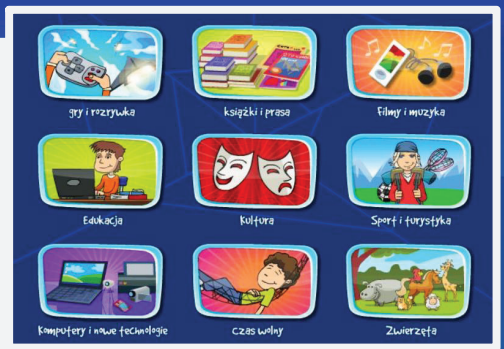 gry i rozrywka
książki i prasa
Filmy i muzyka
Edukacja
Kultura
Sport i turystyka
Komputery i nowe technologie
czas wolny
Zwierzęta